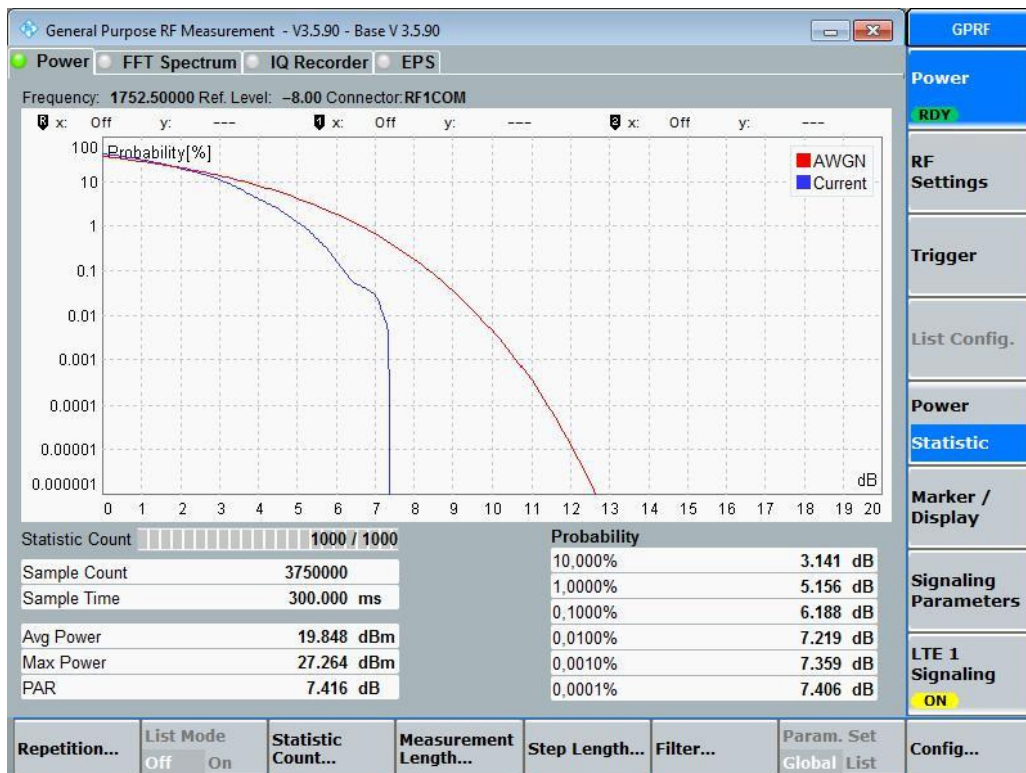 General Purpose RF Measurement - V3.5.90 - Base V 3.5.90
GPRF
Power FFT Spectrum IQ Recorder EPS
Frequency: 1752.50000 Ref. Level: -8.00 Connector: RF1COM
R x: Off y: --- 1 x: Off y: --- 2 x: Off y: ---
Probability[%]
AWGN
Current
100
10
1
0.1
0.01
0.001
0.0001
0.00001
0.000001
dB
0 1 2 3 4 5 6 7 8 9 10 11 12 13 14 15 16 17 18 19 20
Statistic Count 1000 / 1000
Sample Count 3750000
Sample Time 300.000 ms
Avg Power 19.848 dBm
Max Power 27.264 dBm
PAR 7.416 dB
Probability
10,000% 3.141 dB
1,0000% 5.156 dB
0,1000% 6.188 dB
0,0100% 7.219 dB
0,0010% 7.359 dB
0,0001% 7.406 dB
Power
RDY
RF
Settings
Trigger
List Config.
Power
Statistic
Marker /
Display
Signaling
Parameters
LTE 1
Signaling
ON
Repetition...
List Mode
Off On
Statistic
Count...
Measurement
Length...
Step Length...
Filter...
Param. Set
Global List
Config...